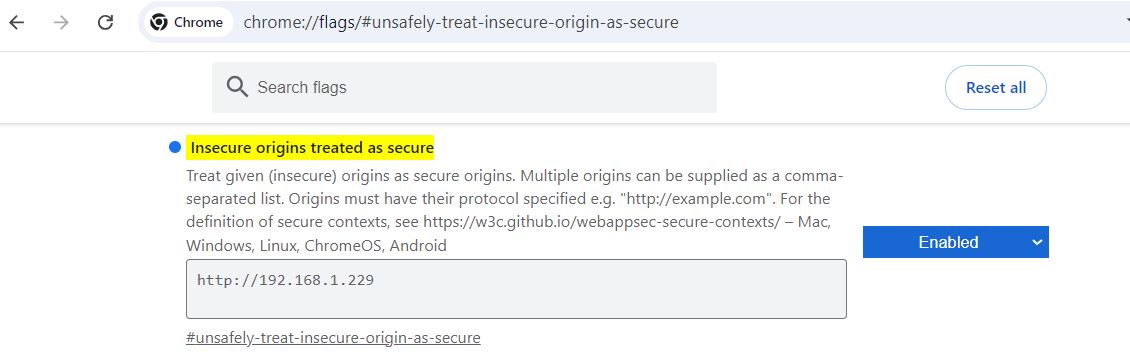 Chrome chrome://flags/#unsafely-treat-insecure-origin-as-secure
Search flags
Reset all
Insecure origins treated as secure
Treat given (insecure) origins as secure origins. Multiple origins can be supplied as a comma-
separated list. Origins must have their protocol specified e.g. "http://example.com". For the
definition of secure contexts, see https://w3c.github.io/webappsec-secure-contexts/ – Mac,
Windows, Linux, ChromeOS, Android
Enabled
http://192.168.1.229
#unsafely-treat-insecure-origin-as-secure